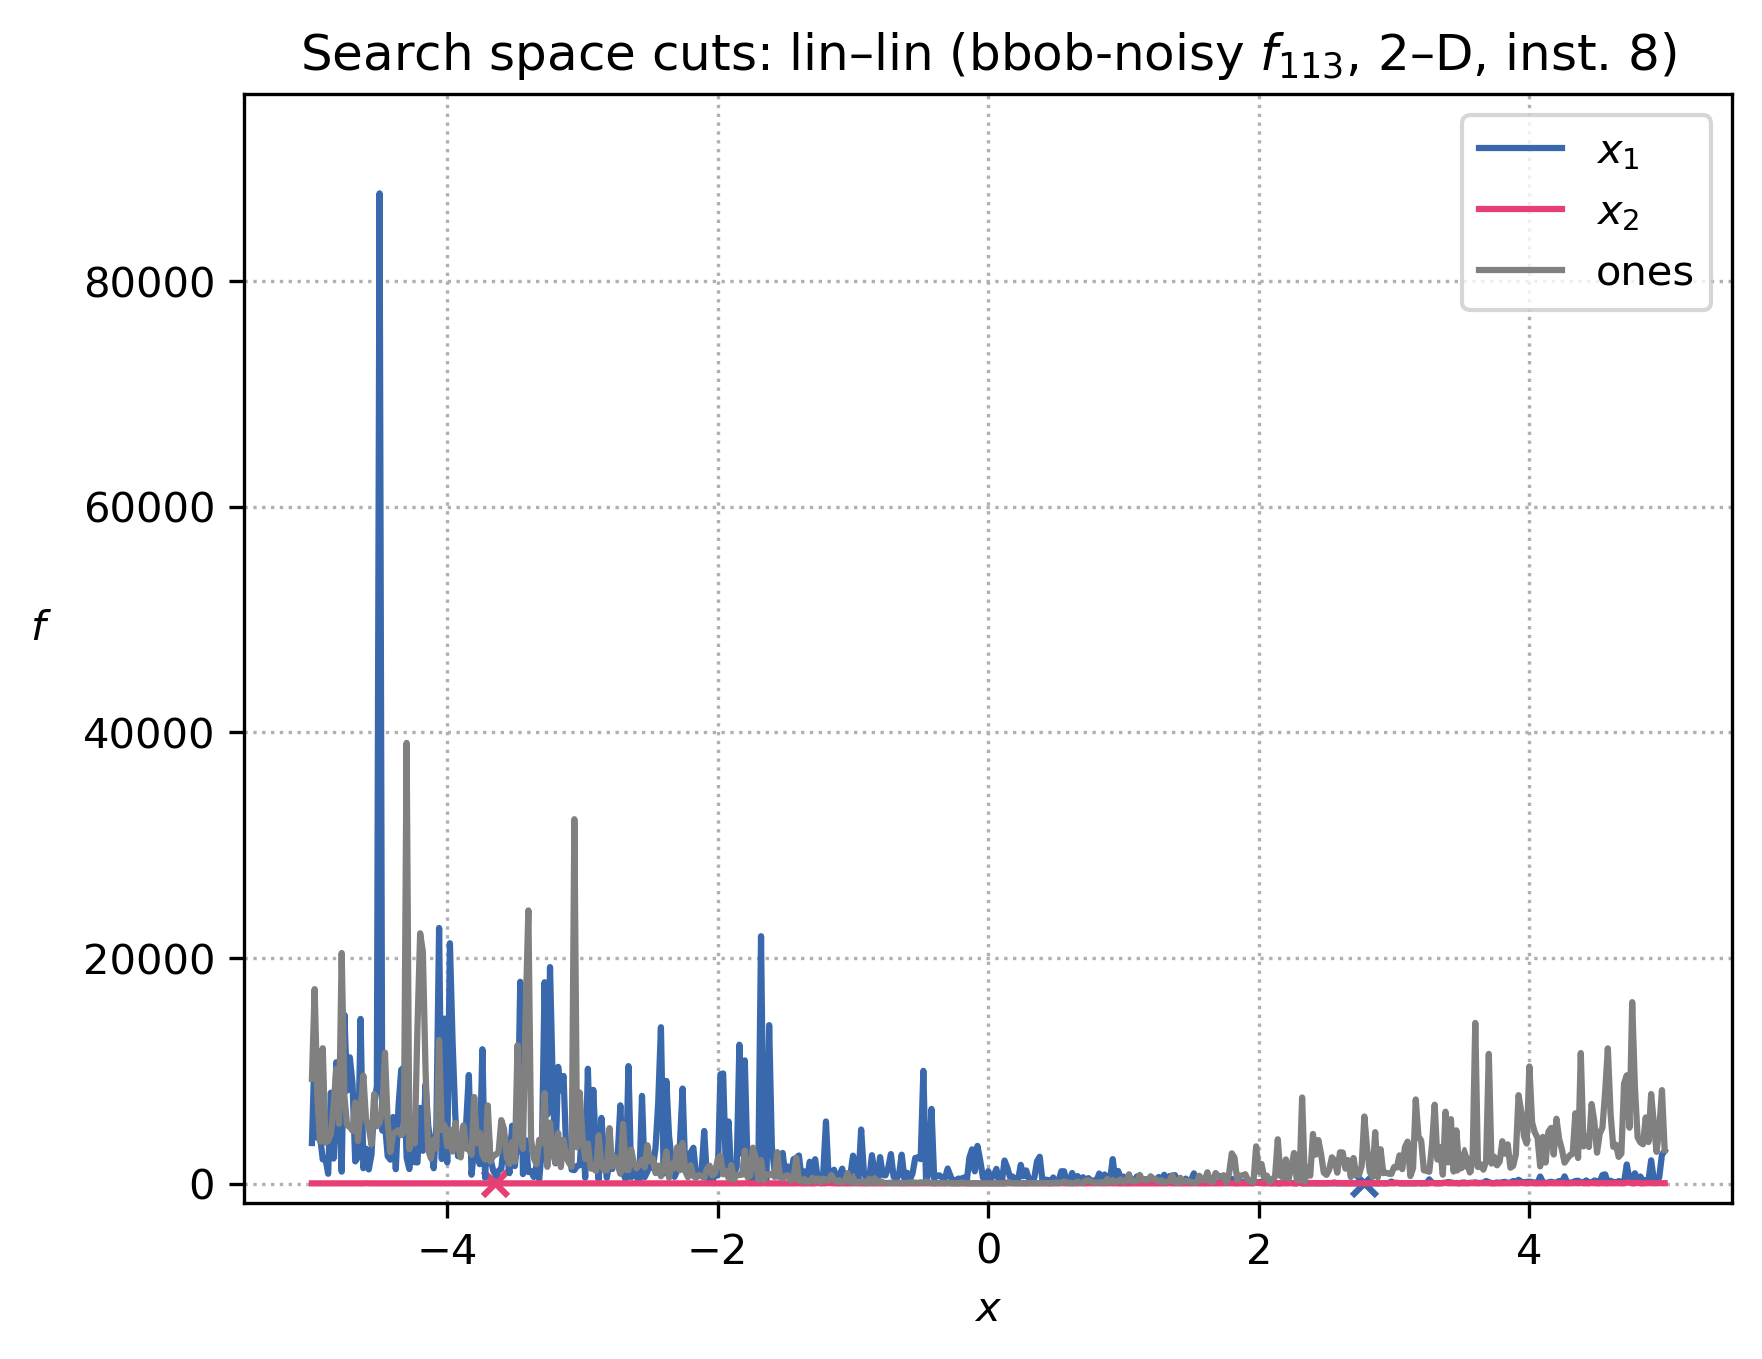 Search space cuts: lin–lin (bbob-noisy f₁₁₃, 2–D, inst. 8)
x₁
x₂
ones
80000
60000
40000
20000
0
f
−4 −2 0 2 4
x